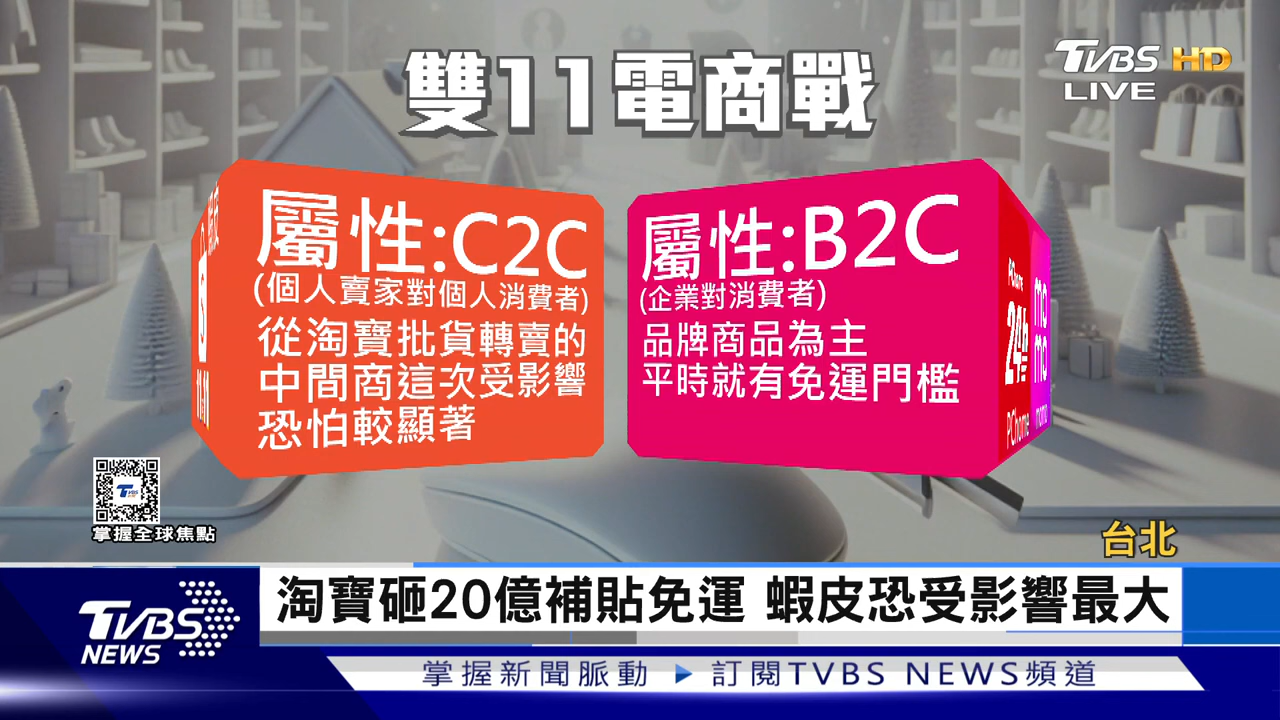 雙11電商戰
TVBS HD
LIVE
屬性:C2C
(個人賣家對個人消費者)
從淘寶批貨轉賣的
中間商這次受影響
恐怕較顯著
11.11
屬性:B2C
(企業對消費者)
品牌商品為主
平時就有免運門檻
PChome
24h
PChome
mo
mo
momo
TVBS
掌握全球焦點
台北
淘寶砸20億補貼免運 蝦皮恐受影響最大
TVBS
NEWS
掌握新聞脈動 ▶ 訂閱TVBS NEWS頻道